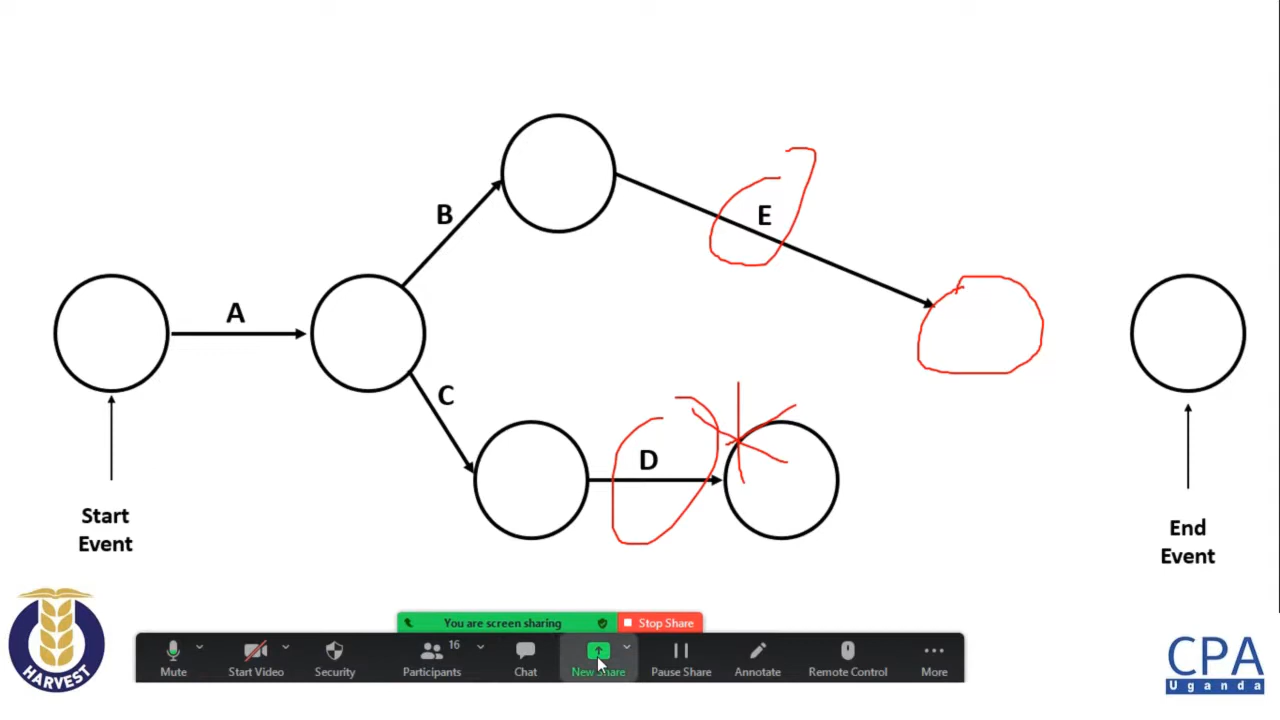 B
E
A
C
D
Start
Event
End
Event
HARVEST
You are screen sharing
Stop Share
16
Mute
Start Video
Security
Participants
Chat
New Share
Pause Share
Annotate
Remote Control
More
CPA
Uganda